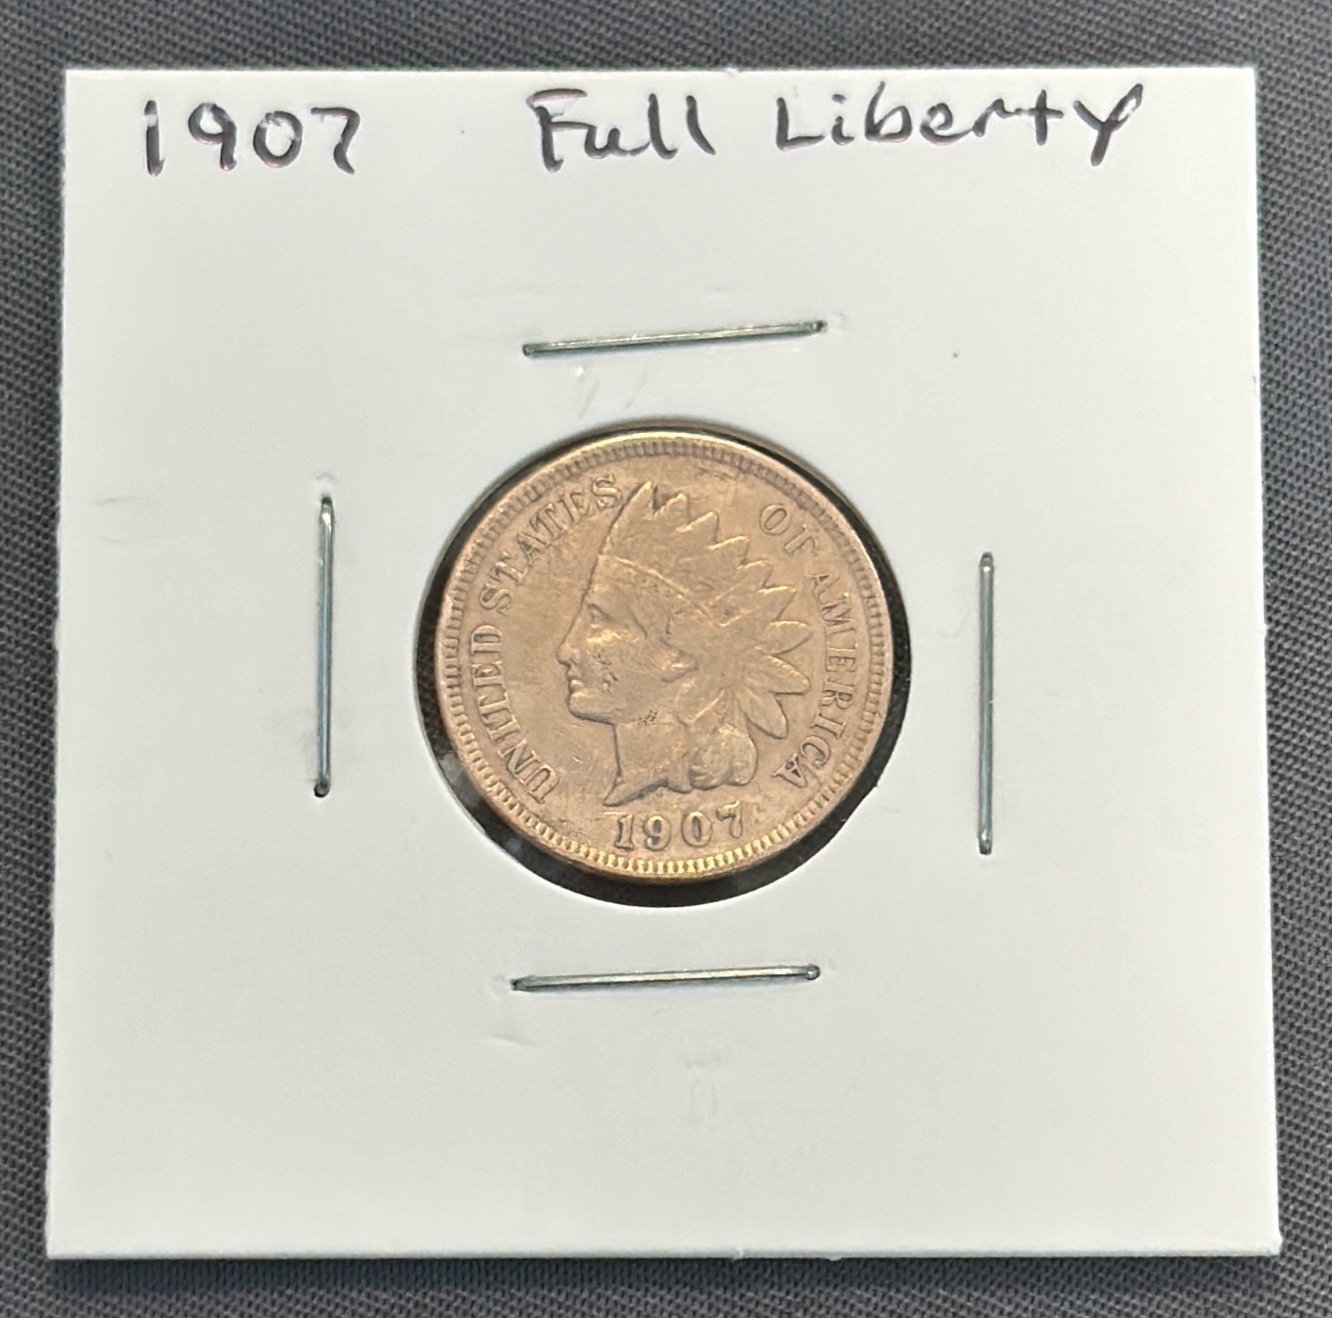 1907 Full Liberty
UNITED STATES OF AMERICA
1907